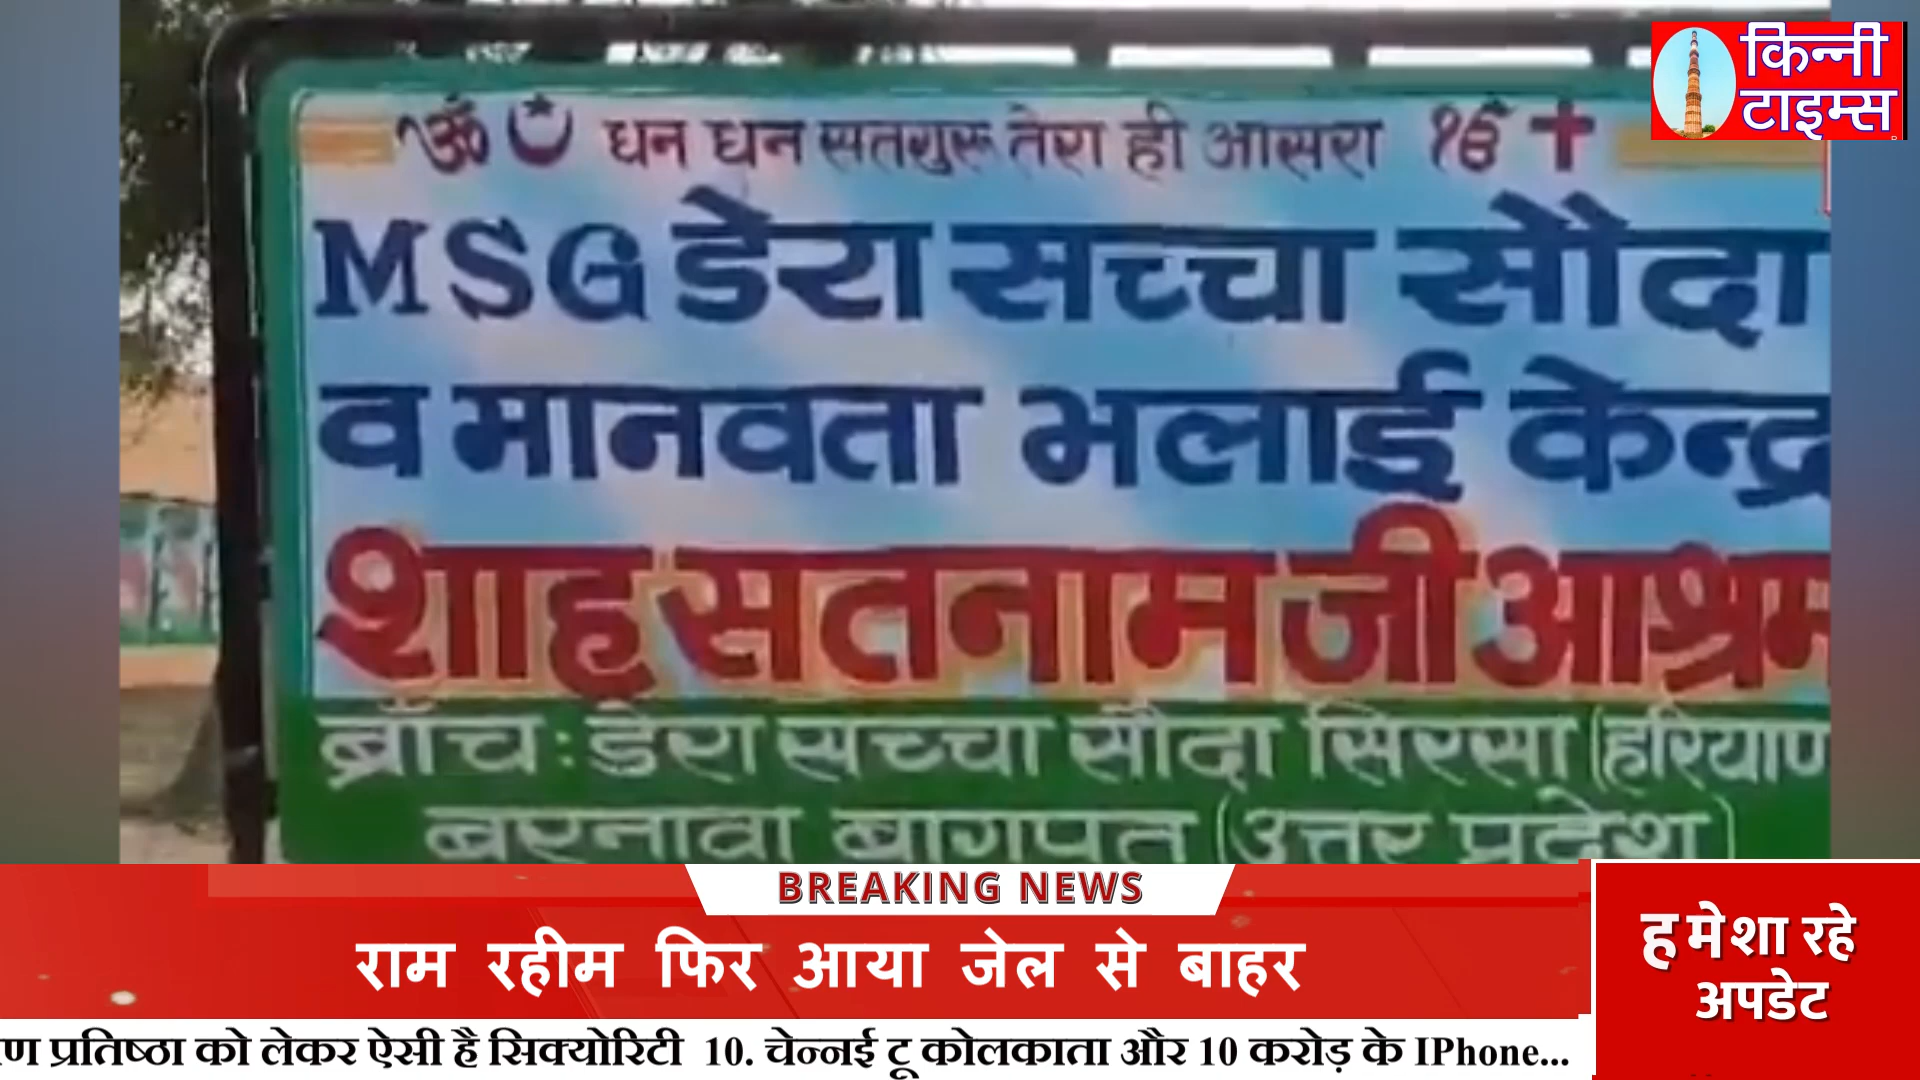 किन्नी
टाइम्स
ॐ धन धन सतगुरू तेरा ही आसरा ੴ
MSG डेरा सच्चा सौदा
व मानवता भलाई केन्द्र
शाह सतनाम जी आश्रम
ब्रॉंच : डेरा सच्चा सौदा सिरसा (हरियाण
बरनावा बागपत (उत्तर प्रदेश)
BREAKING NEWS
राम रहीम फिर आया जेल से बाहर
हमेशा रहे
अपडेट
ण प्रतिष्ठा को लेकर ऐसी है सिक्योरिटी 10. चेन्नई टू कोलकाता और 10 करोड़ के IPhone...